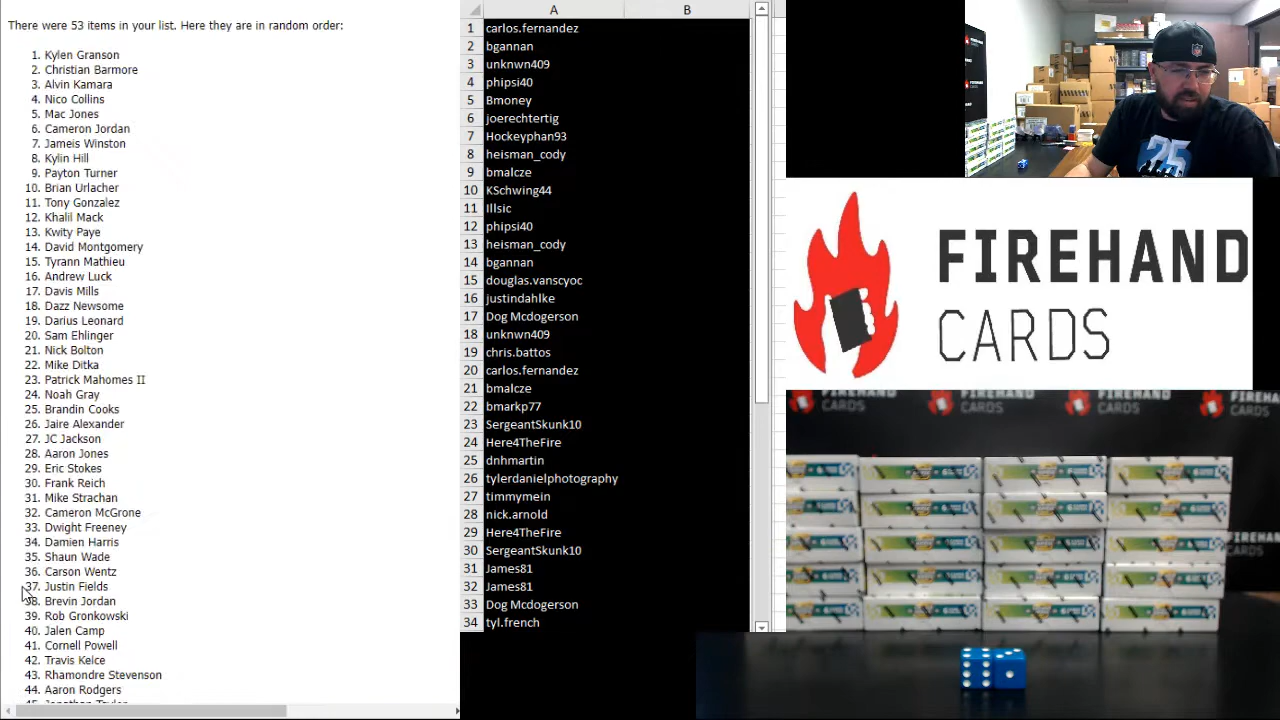 There were 53 items in your list. Here they are in random order:
1. Kylen Granson
2. Christian Barmore
3. Alvin Kamara
4. Nico Collins
5. Mac Jones
6. Cameron Jordan
7. Jameis Winston
8. Kylin Hill
9. Payton Turner
10. Brian Urlacher
11. Tony Gonzalez
12. Khalil Mack
13. Kwity Paye
14. David Montgomery
15. Tyrann Mathieu
16. Andrew Luck
17. Davis Mills
18. Dazz Newsome
19. Darius Leonard
20. Sam Ehlinger
21. Nick Bolton
22. Mike Ditka
23. Patrick Mahomes II
24. Noah Gray
25. Brandin Cooks
26. Jaire Alexander
27. JC Jackson
28. Aaron Jones
29. Eric Stokes
30. Frank Reich
31. Mike Strachan
32. Cameron McGrone
33. Dwight Freeney
34. Damien Harris
35. Shaun Wade
36. Carson Wentz
37. Justin Fields
38. Brevin Jordan
39. Rob Gronkowski
40. Jalen Camp
41. Cornell Powell
42. Travis Kelce
43. Rhamondre Stevenson
44. Aaron Rodgers
45. Jonathan Taylor
A B
1 carlos.fernandez
2 bgannan
3 unknwn409
4 phipsi40
5 Bmoney
6 joerechtertig
7 Hockeyphan93
8 heisman_cody
9 bmalcze
10 KSchwing44
11 Illsic
12 phipsi40
13 heisman_cody
14 bgannan
15 douglas.vanscyoc
16 justindahlke
17 Dog Mcdogerson
18 unknwn409
19 chris.battos
20 carlos.fernandez
21 bmalcze
22 bmarkp77
23 SergeantSkunk10
24 Here4TheFire
25 dnhmartin
26 tylerdanielphotography
27 timmymein
28 nick.arnold
29 Here4TheFire
30 SergeantSkunk10
31 James81
32 James81
33 Dog Mcdogerson
34 tyl.french
25
FIREHAND
CARDS
FIREHAND
CARDS
FIREHAND
CARDS
FIREHAND
CARDS